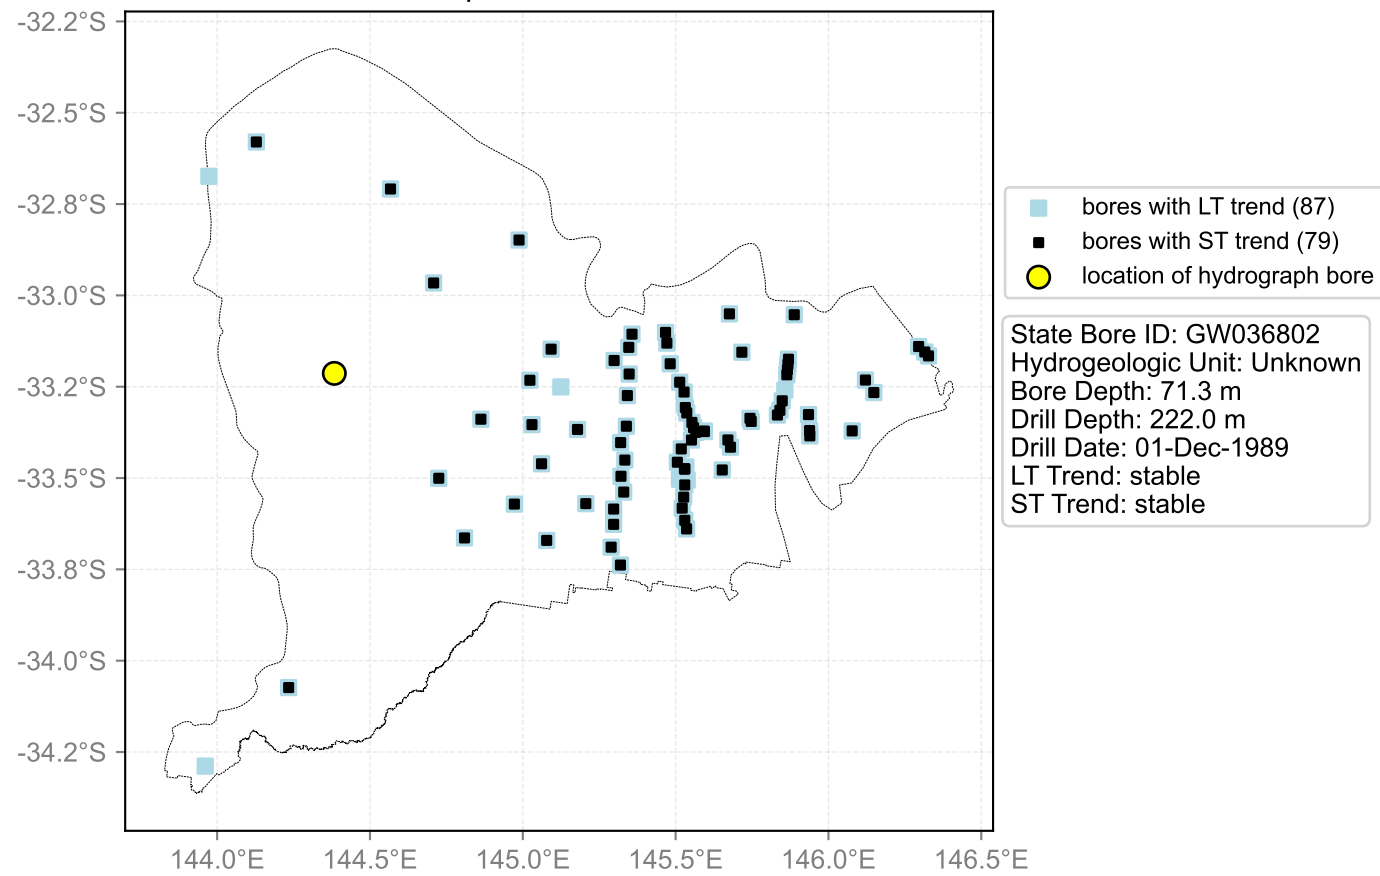 -32.2°S
-32.5°S
-32.8°S
-33.0°S
-33.2°S
-33.5°S
-33.8°S
-34.0°S
-34.2°S
144.0°E
144.5°E
145.0°E
145.5°E
146.0°E
146.5°E
bores with LT trend (87)
bores with ST trend (79)
location of hydrograph bore
State Bore ID: GW036802
Hydrogeologic Unit: Unknown
Bore Depth: 71.3 m
Drill Depth: 222.0 m
Drill Date: 01-Dec-1989
LT Trend: stable
ST Trend: stable